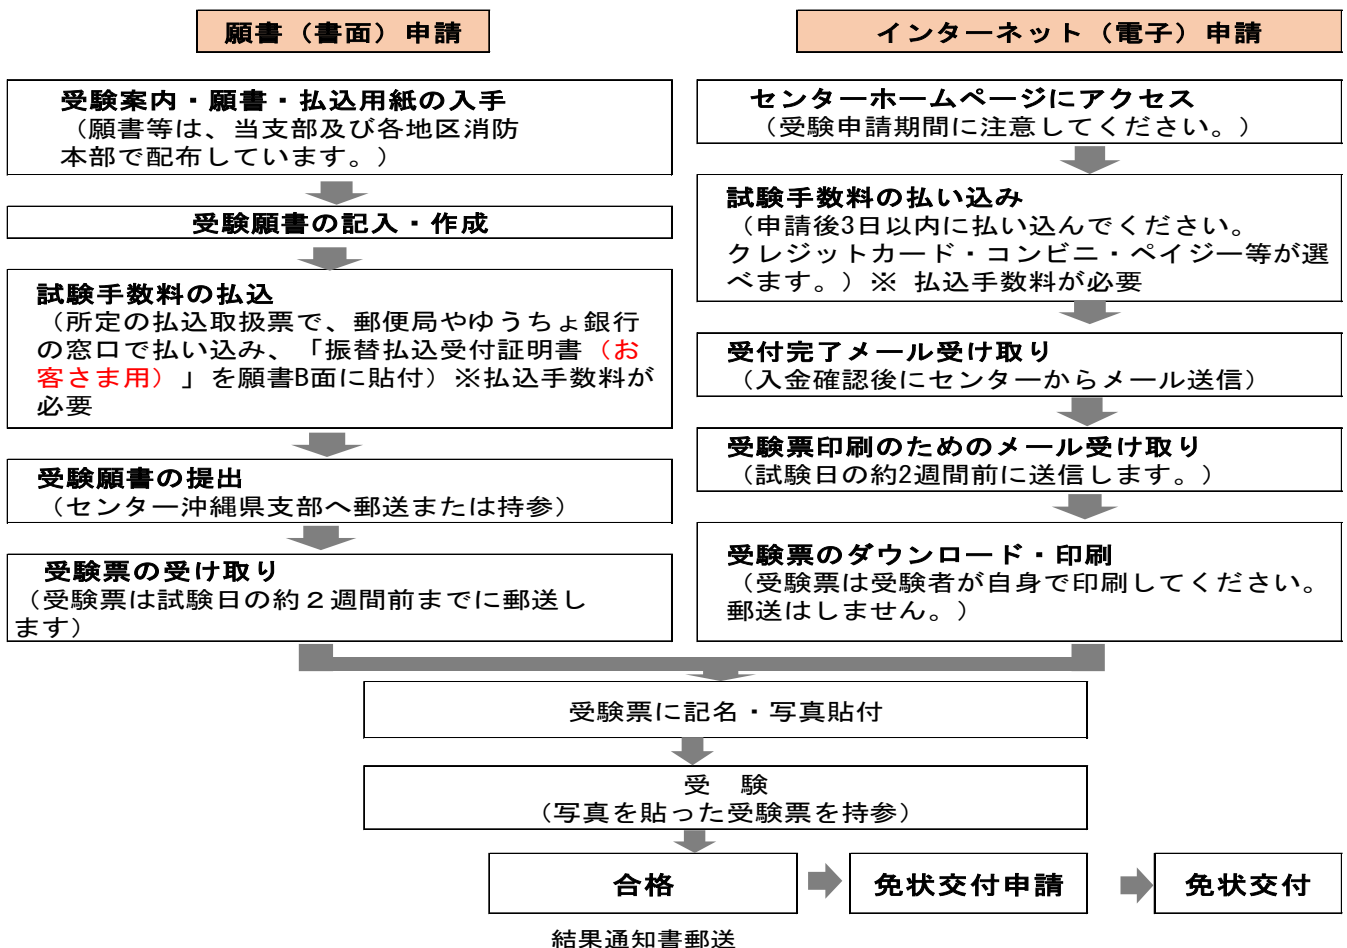 願書（書面）申請
受験案内・願書・払込用紙の入手
（願書等は、当支部及び各地区消防
本部で配布しています。）
受験願書の記入・作成
試験手数料の払込
（所定の払込取扱票で、郵便局やゆうちょ銀行
の窓口で払い込み、「振替払込受付証明書（お
客さま用）」を願書B面に貼付）※払込手数料が
必要
受験願書の提出
（センター沖縄県支部へ郵送または持参）
受験票の受け取り
（受験票は試験日の約２週間前までに郵送し
ます）
インターネット（電子）申請
センターホームページにアクセス
（受験申請期間に注意してください。）
試験手数料の払い込み
（申請後3日以内に払い込んでください。
クレジットカード・コンビニ・ペイジー等が選
べます。）※ 払込手数料が必要
受付完了メール受け取り
（入金確認後にセンターからメール送信）
受験票印刷のためのメール受け取り
（試験日の約2週間前に送信します。）
受験票のダウンロード・印刷
（受験票は受験者が自身で印刷してください。
郵送はしません。）
受験票に記名・写真貼付
受　験
（写真を貼った受験票を持参）
合格
免状交付申請
免状交付
結果通知書郵送